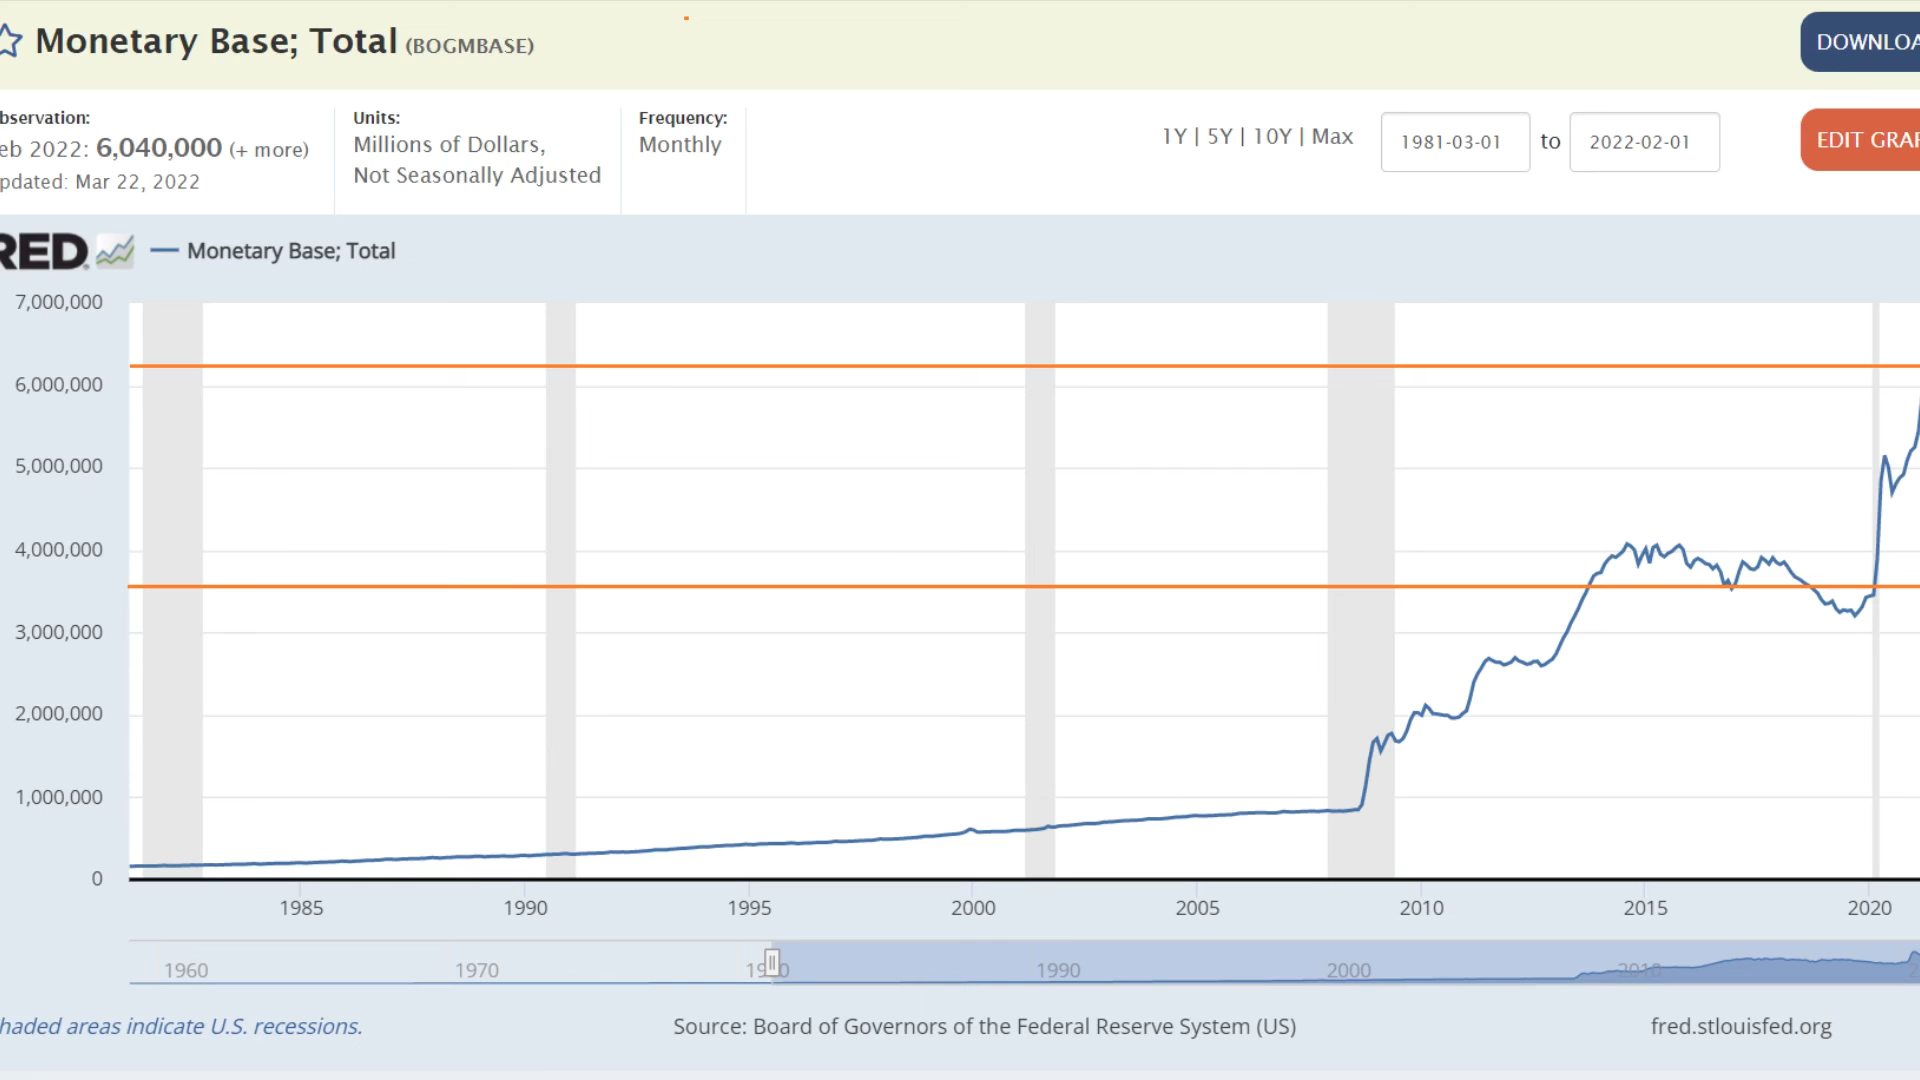 Monetary Base; Total (BOGMBASE)
DOWNLOA
bservation:
eb 2022: 6,040,000 (+ more)
pdated: Mar 22, 2022
Units:
Millions of Dollars,
Not Seasonally Adjusted
Frequency:
Monthly
1Y | 5Y | 10Y | Max
1981-03-01 to 2022-02-01
EDIT GRAP
RED
Monetary Base; Total
7,000,000
6,000,000
5,000,000
4,000,000
3,000,000
2,000,000
1,000,000
0
1985 1990 1995 2000 2005 2010 2015 2020
1960 1970 1980 1990 2000 2010
haded areas indicate U.S. recessions.
Source: Board of Governors of the Federal Reserve System (US)
fred.stlouisfed.org